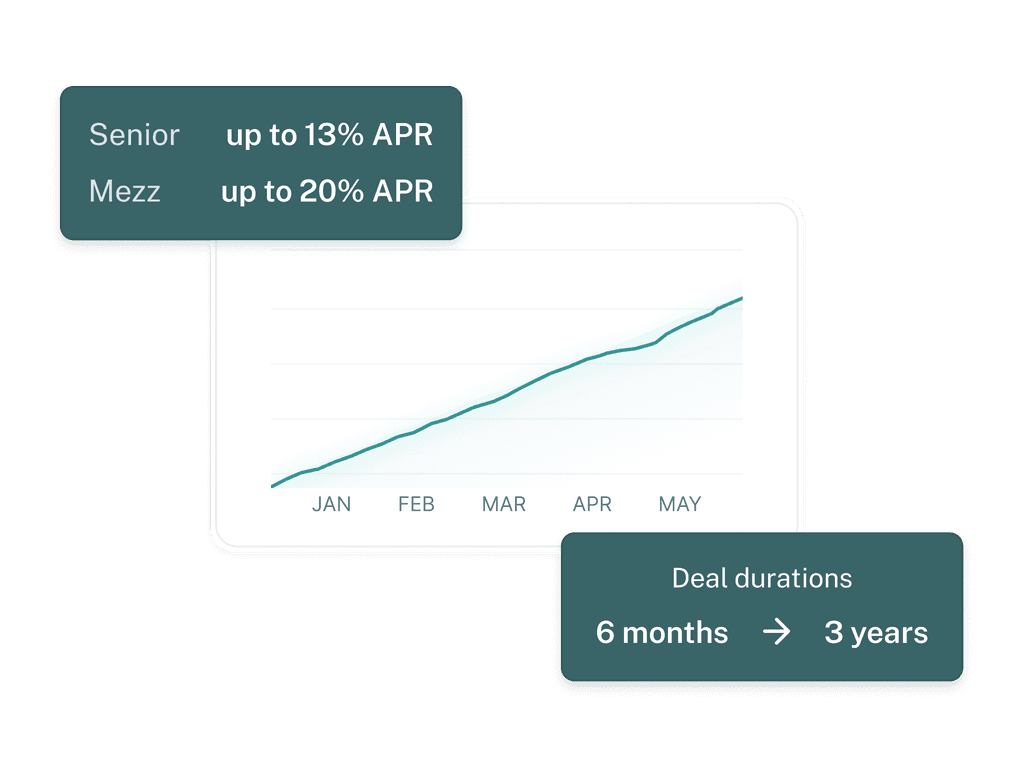 Senior up to 13% APR
Mezz up to 20% APR
JAN FEB MAR APR MAY
Deal durations
6 months → 3 years